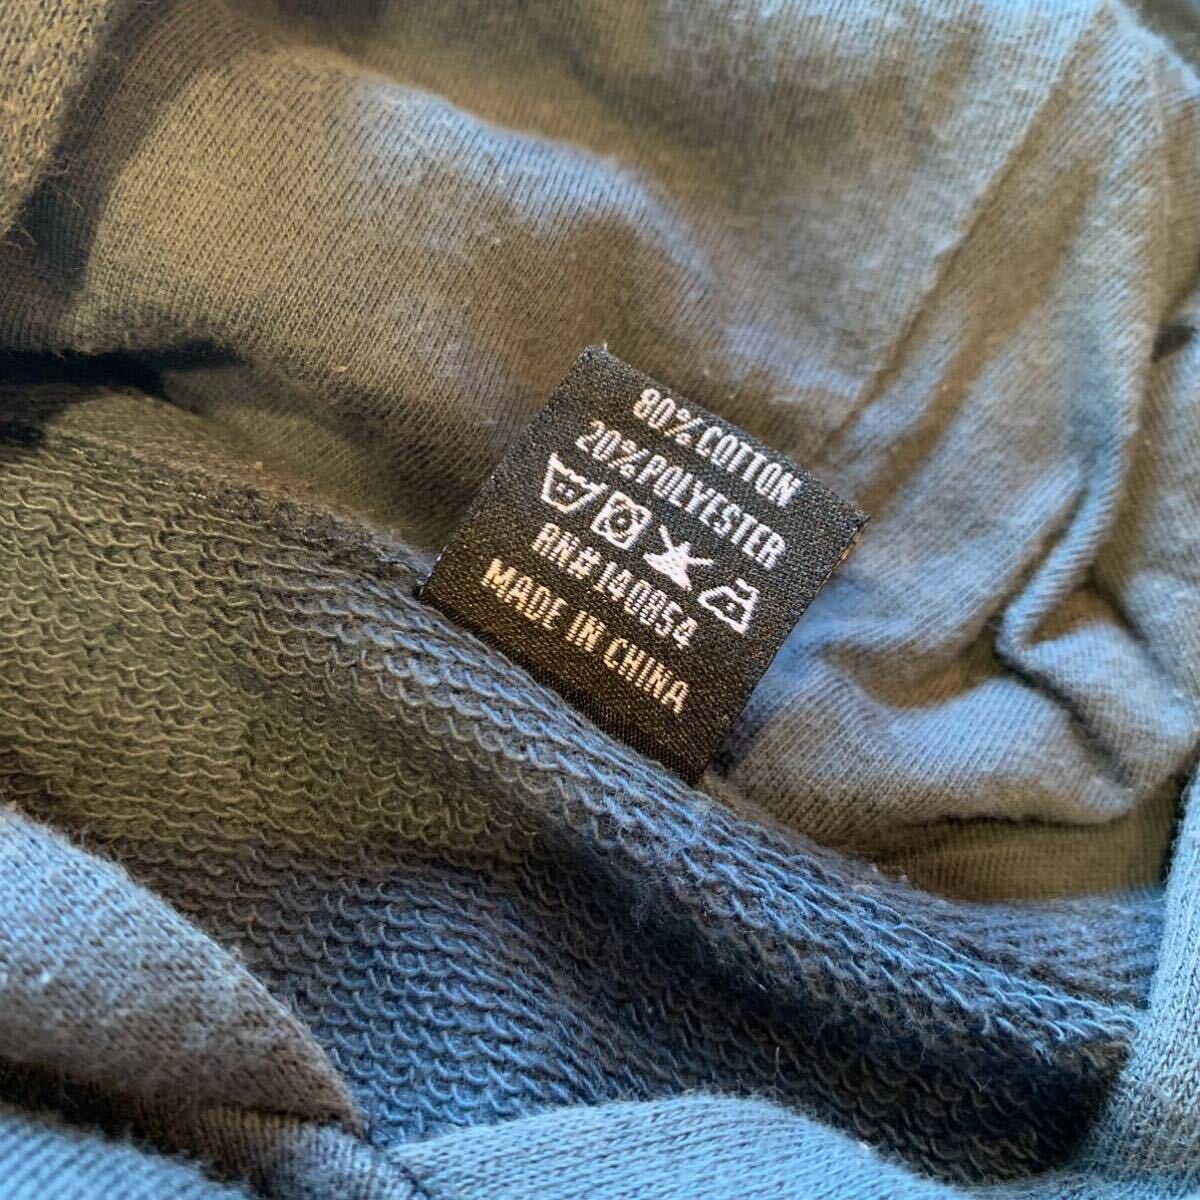 80% COTTON
20% POLYESTER
RN# 140854
MADE IN CHINA